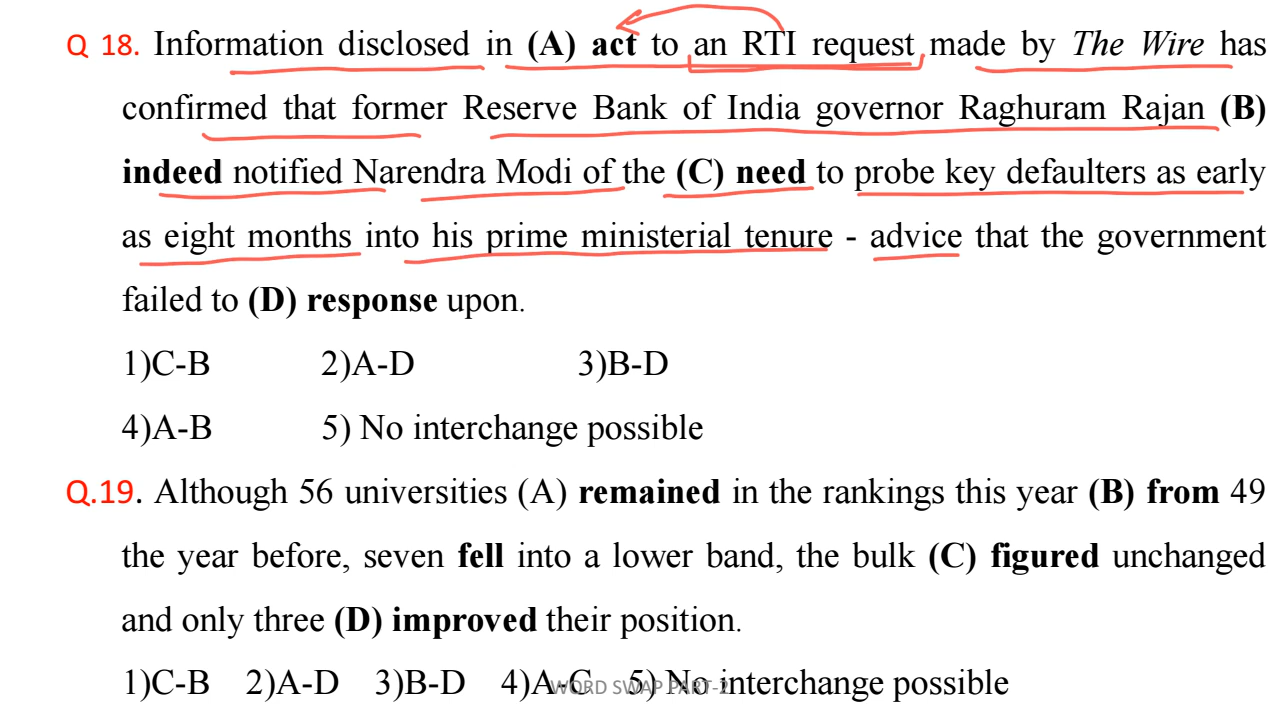 Q 18. Information disclosed in (A) act to an RTI request made by The Wire has
confirmed that former Reserve Bank of India governor Raghuram Rajan (B)
indeed notified Narendra Modi of the (C) need to probe key defaulters as early
as eight months into his prime ministerial tenure - advice that the government
failed to (D) response upon.
1)C-B 2)A-D 3)B-D
4)A-B 5) No interchange possible
Q.19. Although 56 universities (A) remained in the rankings this year (B) from 49
the year before, seven fell into a lower band, the bulk (C) figured unchanged
and only three (D) improved their position.
1)C-B 2)A-D 3)B-D 4)A-C 5) No interchange possible
WORD SWAP PART-2